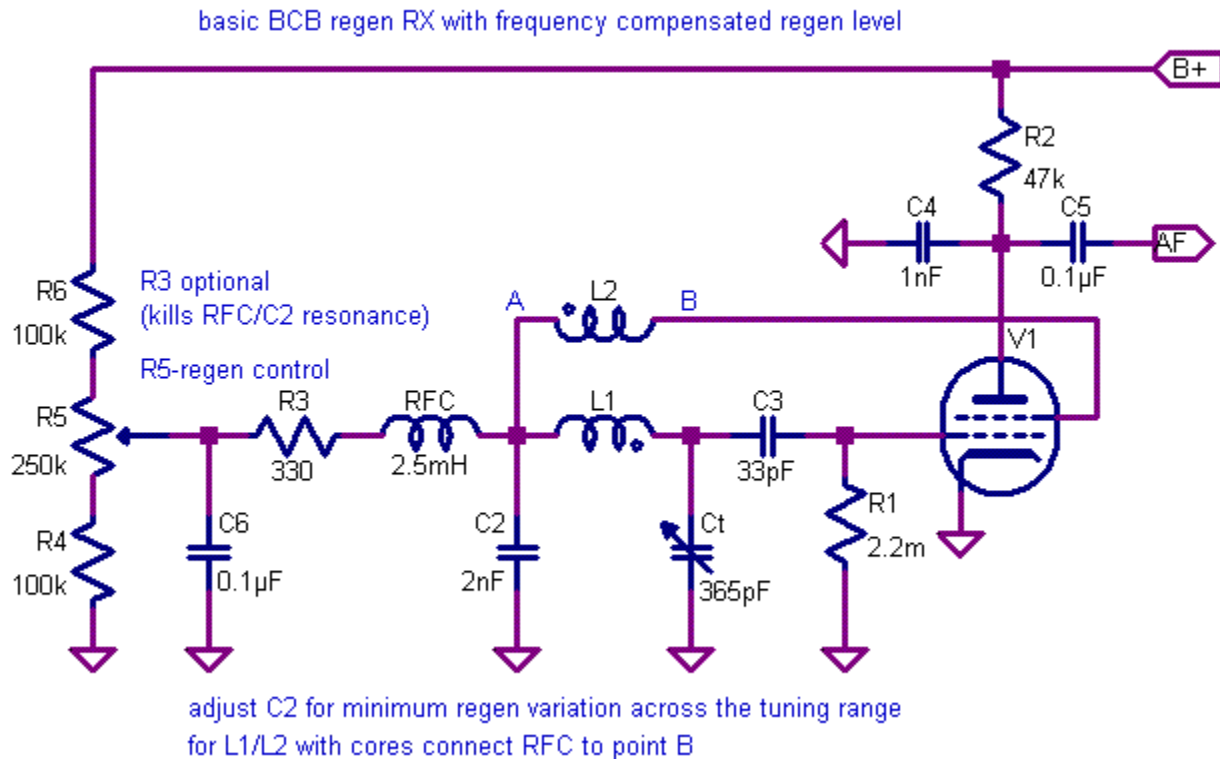 basic BCB regen RX with frequency compensated regen level
B+
R2
47k
C4
1nF
C5
0.1µF
AF
R6
100k
R3 optional
(kills RFC/C2 resonance)
R5-regen control
A
L2
B
V1
R5
250k
R3
330
RFC
2.5mH
L1
C3
33pF
R4
100k
C6
0.1µF
C2
2nF
Ct
365pF
R1
2.2m
adjust C2 for minimum regen variation across the tuning range
for L1/L2 with cores connect RFC to point B